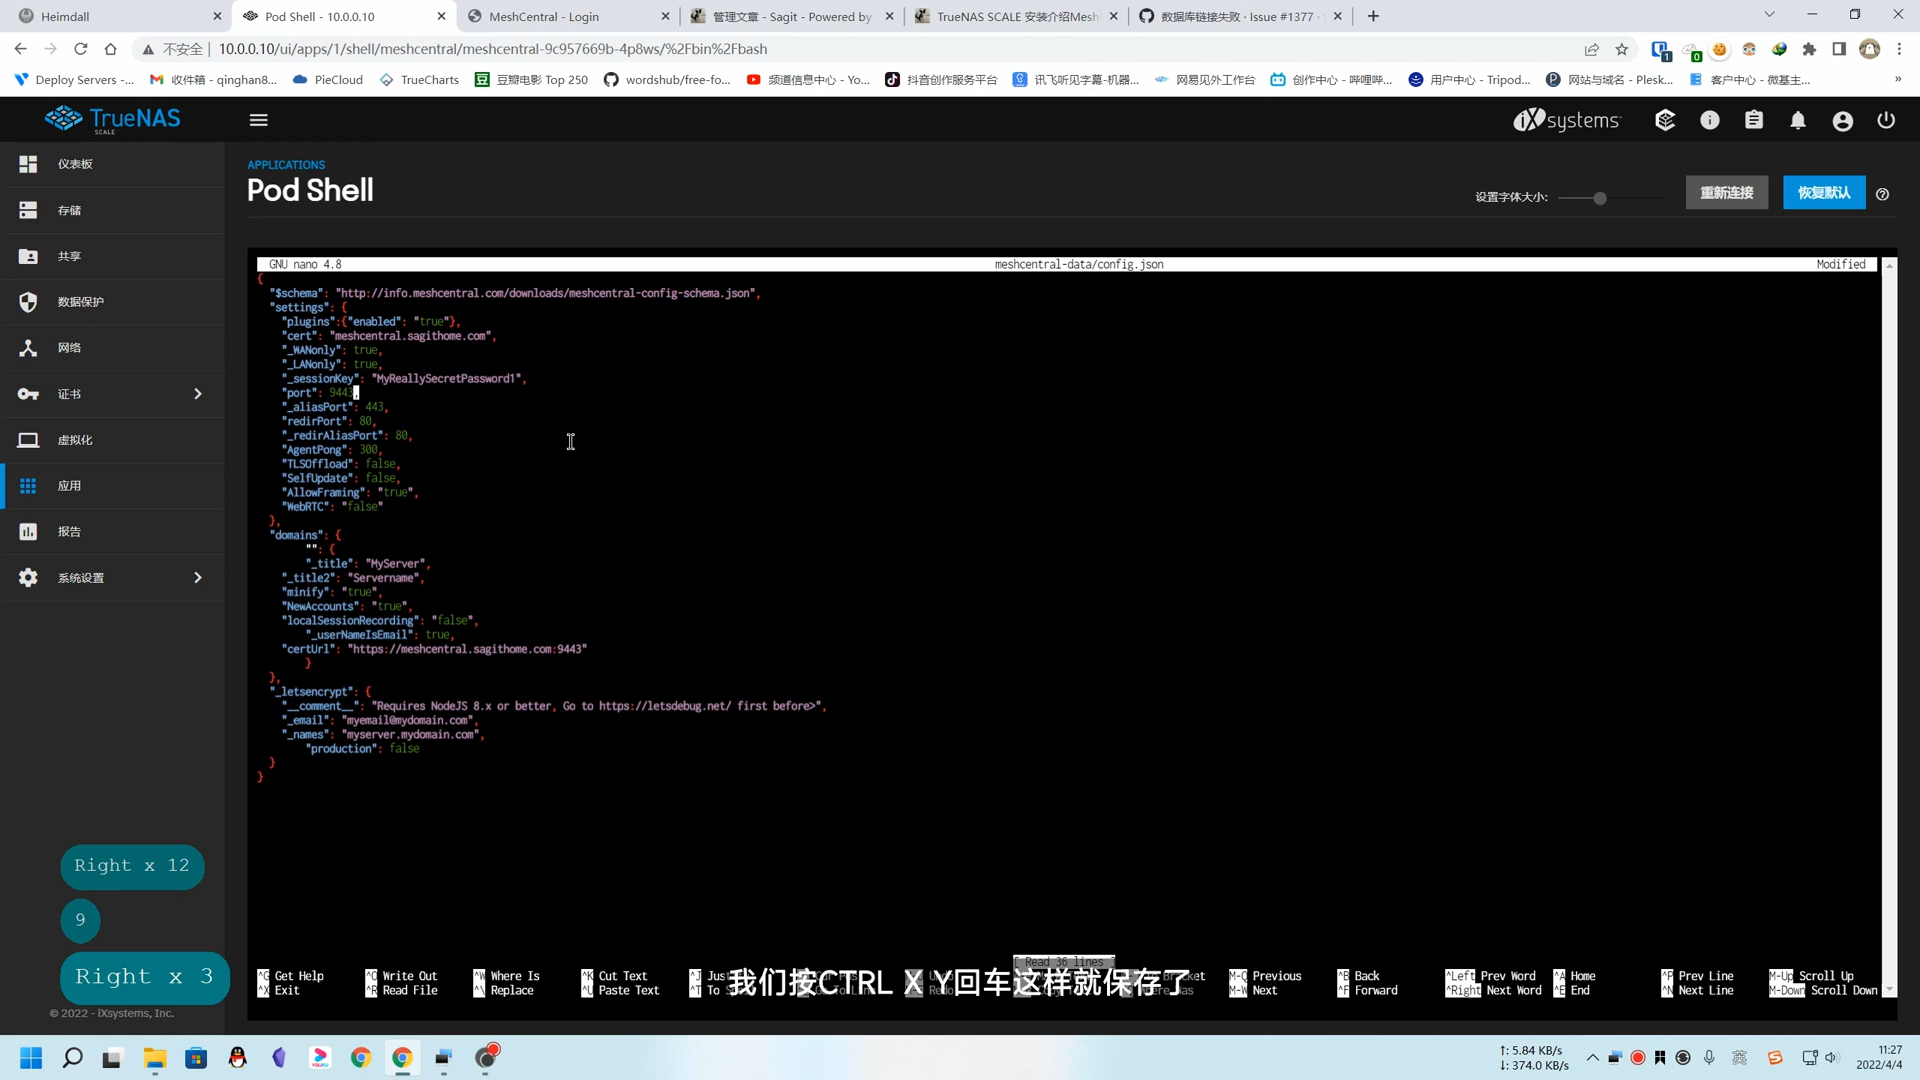 Heimdall
Pod Shell - 10.0.0.10
MeshCentral - Login
管理文章 - Sagit - Powered by
TrueNAS SCALE 安装介绍Mesh
数据库链接失败 · Issue #1377 ·
不安全
10.0.0.10/ui/apps/1/shell/meshcentral/meshcentral-9c957669b-4p8ws/%2Fbin%2Fbash
Deploy Servers -...
收件箱 - qinghan8...
PieCloud
TrueCharts
豆瓣电影 Top 250
wordshub/free-fo...
频道信息中心 - Yo...
抖音创作服务平台
讯飞听见字幕-机器...
网易见外工作台
创作中心 - 哔哩哔...
用户中心 - Tripod...
网站与域名 - Plesk...
客户中心 - 微基主...
TrueNAS
SCALE
iXsystems
仪表板
存储
共享
数据保护
网络
证书
虚拟化
应用
报告
系统设置
APPLICATIONS
Pod Shell
设置字体大小:
重新连接
恢复默认
GNU nano 4.8
meshcentral-data/config.json
Modified
{
"$schema": "http://info.meshcentral.com/downloads/meshcentral-config-schema.json",
"settings": {
"plugins":{"enabled": "true"},
"cert": "meshcentral.sagithome.com",
"_WANonly": true,
"_LANonly": true,
"_sessionKey": "MyReallySecretPassword1",
"port": 9443,
"_aliasPort": 443,
"redirPort": 80,
"_redirAliasPort": 80,
"AgentPong": 300,
"TLSOffload": false,
"SelfUpdate": false,
"AllowFraming": "true",
"WebRTC": "false"
},
"domains": {
"": {
"_title": "MyServer",
"_title2": "Servername",
"minify": "true",
"NewAccounts": "true",
"localSessionRecording": "false",
"_userNameIsEmail": true,
"certUrl": "https://meshcentral.sagithome.com:9443"
}
},
"_letsencrypt": {
"__comment__": "Requires NodeJS 8.x or better, Go to https://letsdebug.net/ first before>",
"_email": "myemail@mydomain.com",
"_names": "myserver.mydomain.com",
"production": false
}
}
Right x 12
9
Right x 3
© 2022 - iXsystems, Inc.
[ Read 36 lines ]
^G Get Help ^O Write Out ^W Where Is ^K Cut Text ^J M-Q Previous ^B Back ^Left Prev Word ^A Home ^P Prev Line M-Up Scroll Up
^X Exit ^R Read File ^\ Replace ^U Paste Text ^T To M-W Next ^F Forward ^Right Next Word ^E End ^N Next Line M-Down Scroll Down
我们按CTRL X Y回车这样就保存了
↑: 5.84 KB/s
↓: 374.0 KB/s
英
11:27
2022/4/4